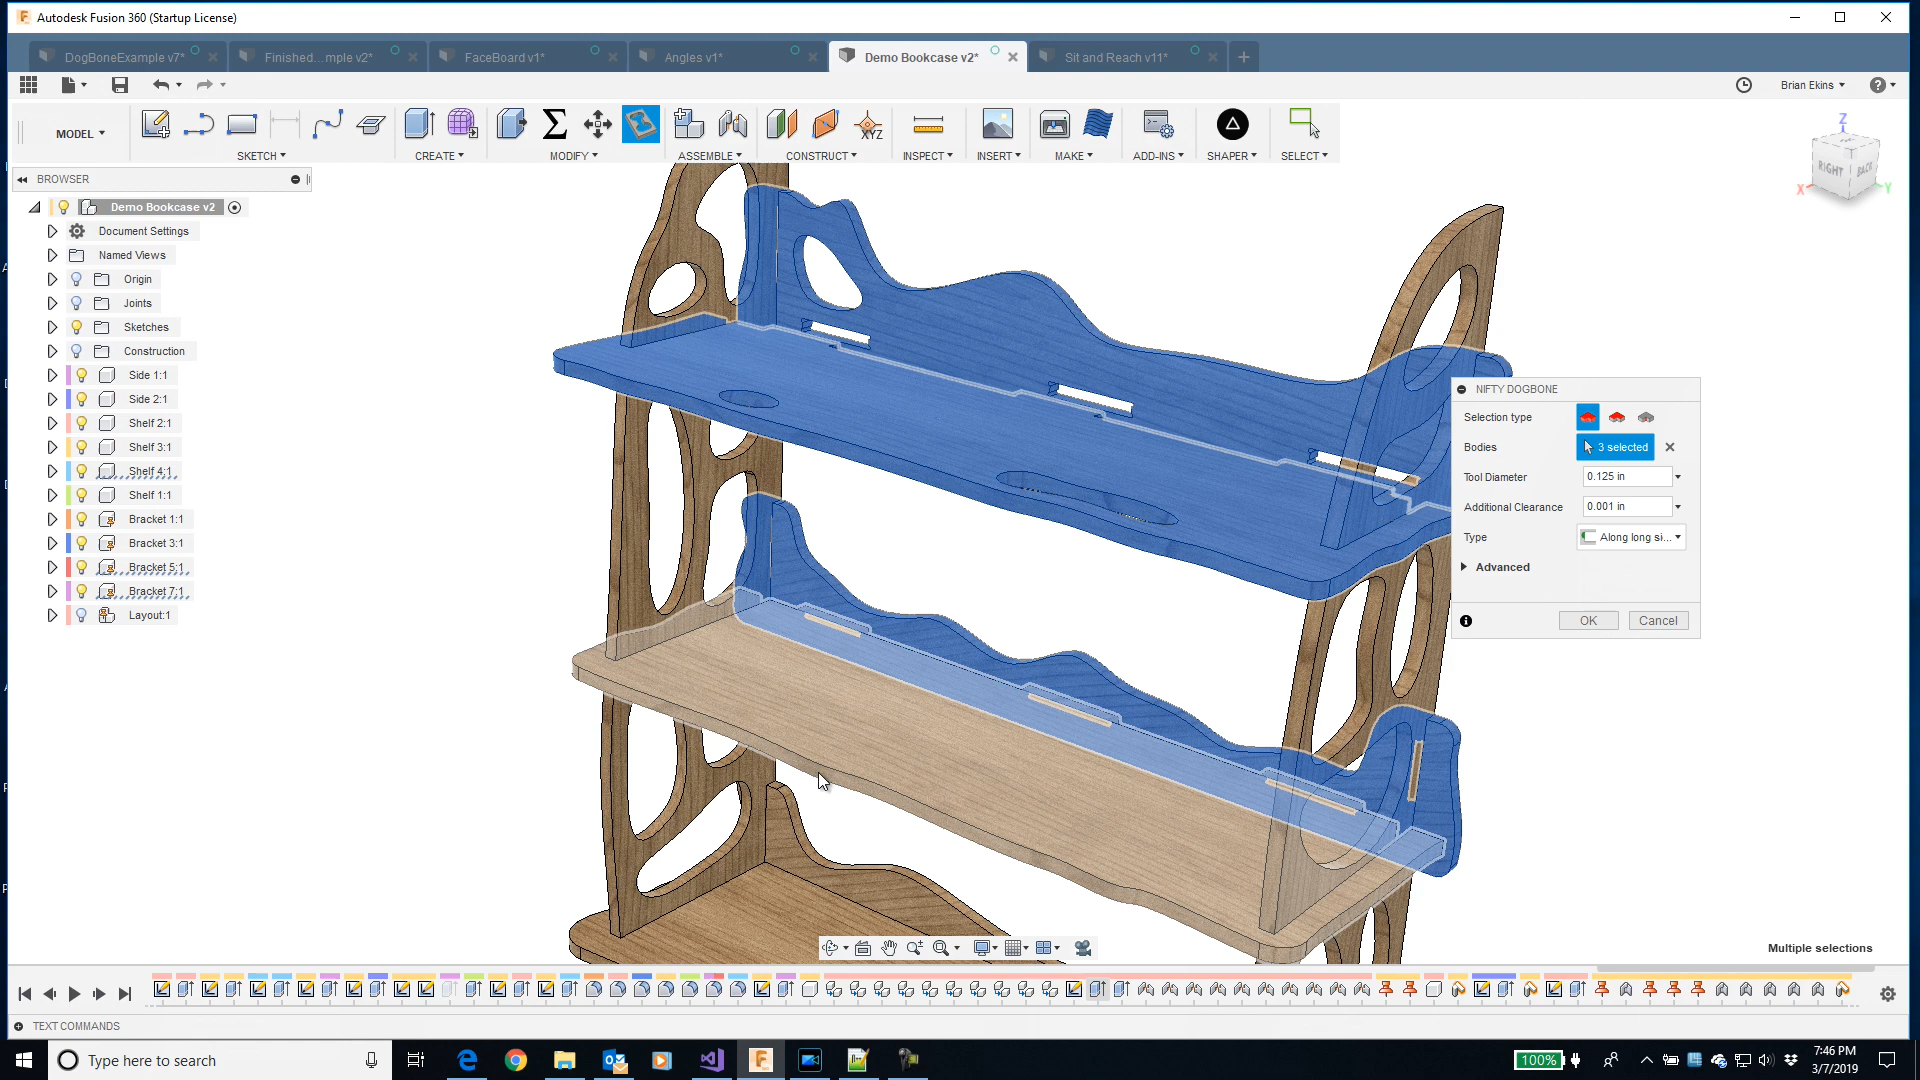 Autodesk Fusion 360 (Startup License)
DogBoneExample v7*
Finished...mple v2*
FaceBoard v1*
Angles v1*
Demo Bookcase v2*
Sit and Reach v11*
Brian Ekins
MODEL
SKETCH
CREATE
MODIFY
ASSEMBLE
CONSTRUCT
INSPECT
INSERT
MAKE
ADD-INS
SHAPER
SELECT
XYZ
BROWSER
Demo Bookcase v2
Document Settings
Named Views
Origin
Joints
Sketches
Construction
Side 1:1
Side 2:1
Shelf 2:1
Shelf 3:1
Shelf 4:1
Shelf 1:1
Bracket 1:1
Bracket 3:1
Bracket 5:1
Bracket 7:1
Layout:1
Z
RIGHT
BACK
X
Y
NIFTY DOGBONE
Selection type
Bodies
3 selected
Tool Diameter
0.125 in
Additional Clearance
0.001 in
Type
Along long si...
Advanced
OK
Cancel
Multiple selections
TEXT COMMANDS
Type here to search
100%
7:46 PM
3/7/2019